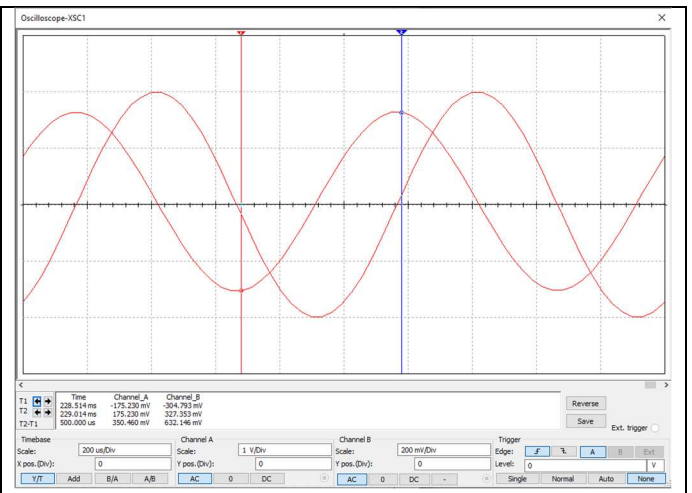 Oscilloscope-XSC1
Time Channel_A Channel_B
T1 228.514 ms -175.230 mV -304.793 mV
T2 229.014 ms 175.230 mV 327.353 mV
T2-T1 500.000 us 350.460 mV 632.146 mV
Reverse
Save
Ext. trigger
Timebase Channel A Channel B Trigger
Scale: 200 us/Div Scale: 1 V/Div Scale: 200 mV/Div Edge: A B Ext
X pos.(Div): 0 Y pos.(Div): 0 Y pos.(Div): 0 Level: 0 V
Y/T Add B/A A/B AC 0 DC AC 0 DC - Single Normal Auto None